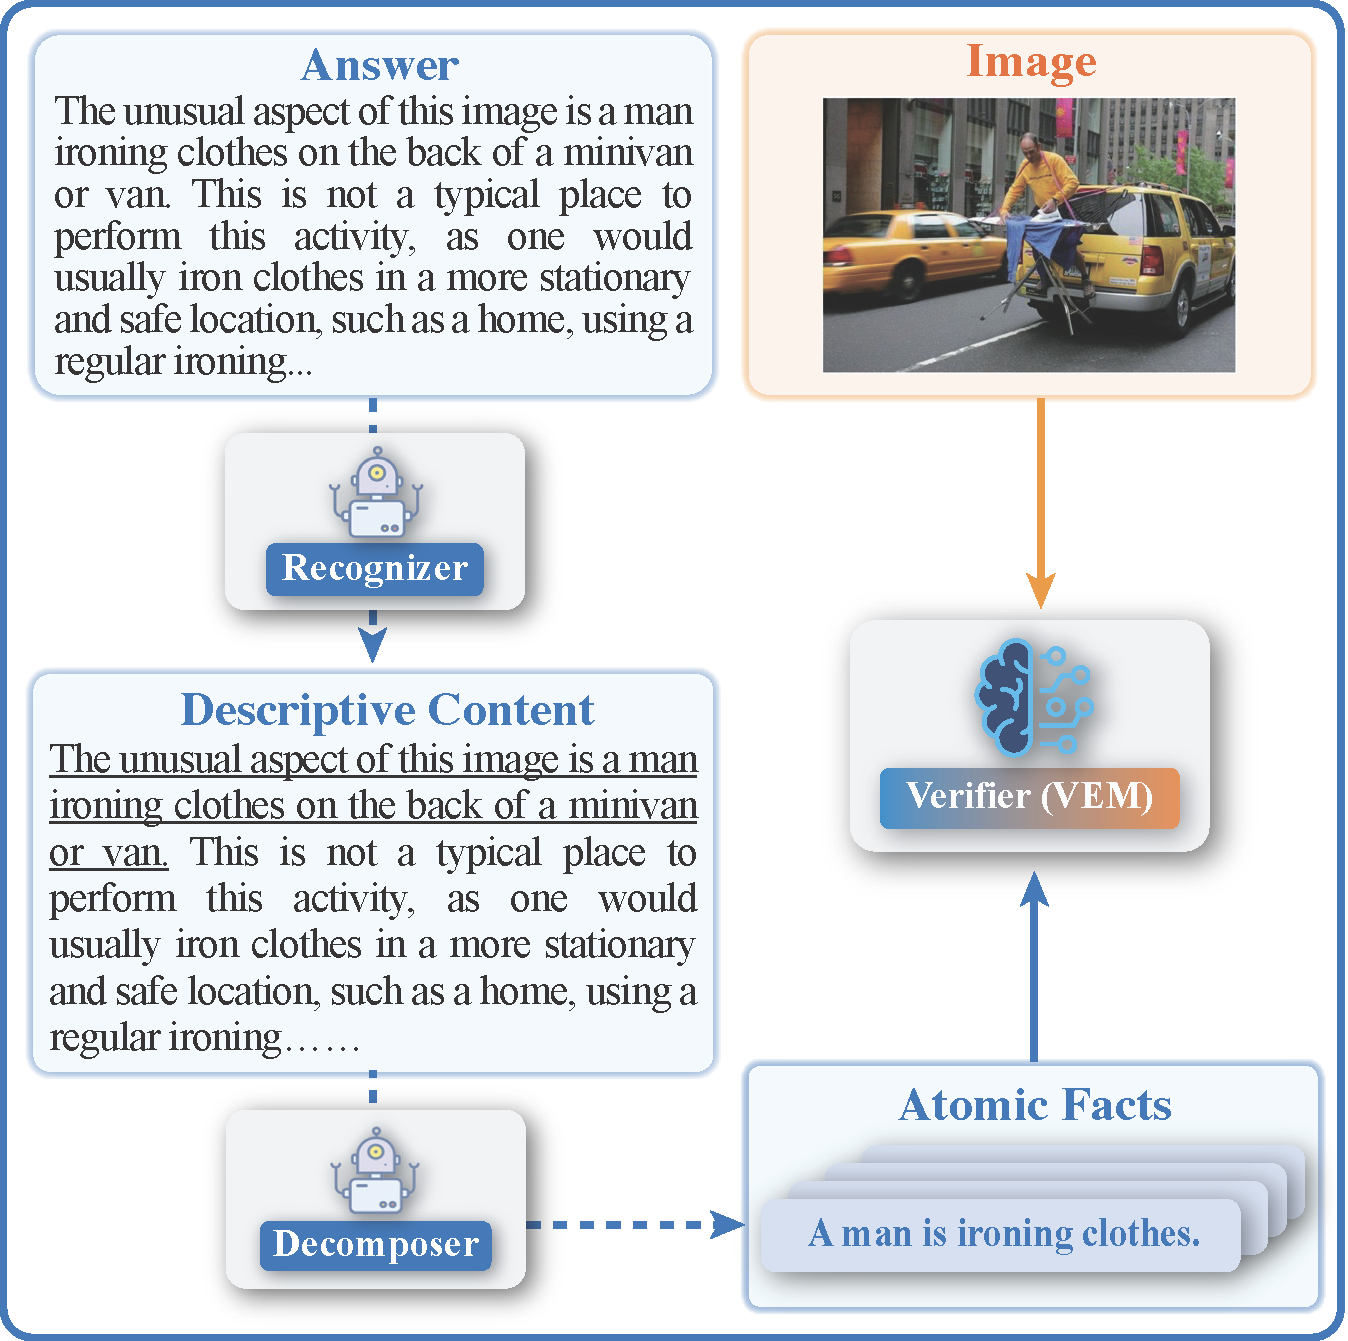 Answer
The unusual aspect of this image is a man
ironing clothes on the back of a minivan
or van. This is not a typical place to
perform this activity, as one would
usually iron clothes in a more stationary
and safe location, such as a home, using a
regular ironing...
Recognizer
Descriptive Content
The unusual aspect of this image is a man
ironing clothes on the back of a minivan
or van. This is not a typical place to
perform this activity, as one would
usually iron clothes in a more stationary
and safe location, such as a home, using a
regular ironing……
Decomposer
Image
Verifier (VEM)
Atomic Facts
A man is ironing clothes.